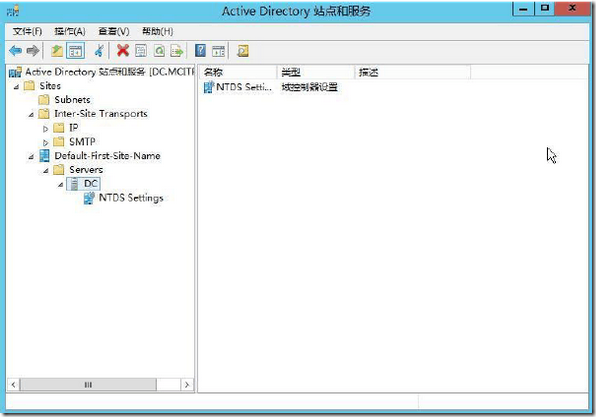 Active Directory 站点和服务
文件(F) 操作(A) 查看(V) 帮助(H)
Active Directory 站点和服务 [DC.MCITF
Sites
Subnets
Inter-Site Transports
IP
SMTP
Default-First-Site-Name
Servers
DC
NTDS Settings
名称 类型 描述
NTDS Setti... 域控制器设置